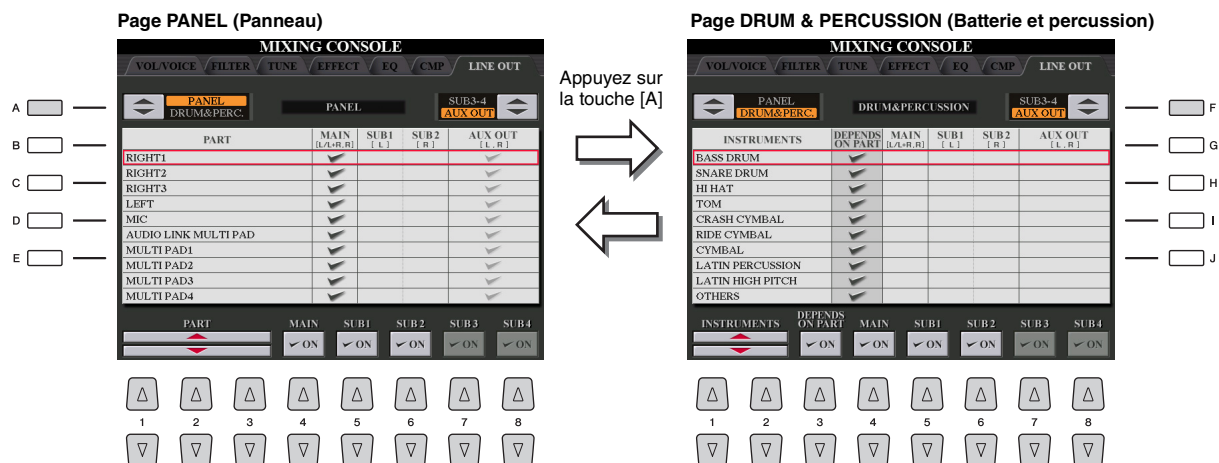 Page PANEL (Panneau)
MIXING CONSOLE
VOL/VOICE FILTER TUNE EFFECT EQ CMP LINE OUT
PANEL
DRUM&PERC.
PANEL
SUB3-4
AUX OUT
PART MAIN [L/L+R,R] SUB1 [L] SUB2 [R] AUX OUT [L, R]
RIGHT1
RIGHT2
RIGHT3
LEFT
MIC
AUDIO LINK MULTI PAD
MULTI PAD1
MULTI PAD2
MULTI PAD3
MULTI PAD4
PART MAIN SUB1 SUB2 SUB3 SUB4
ON ON ON ON ON
A
B
C
D
E
1 2 3 4 5 6 7 8
Appuyez sur
la touche [A]
Page DRUM & PERCUSSION (Batterie et percussion)
MIXING CONSOLE
VOL/VOICE FILTER TUNE EFFECT EQ CMP LINE OUT
PANEL
DRUM&PERC.
DRUM&PERCUSSION
SUB3-4
AUX OUT
INSTRUMENTS DEPENDS ON PART MAIN [L/L+R,R] SUB1 [L] SUB2 [R] AUX OUT [L, R]
BASS DRUM
SNARE DRUM
HI HAT
TOM
CRASH CYMBAL
RIDE CYMBAL
CYMBAL
LATIN PERCUSSION
LATIN HIGH PITCH
OTHERS
INSTRUMENTS DEPENDS ON PART MAIN SUB1 SUB2 SUB3 SUB4
ON ON ON ON ON ON
F
G
H
I
J
1 2 3 4 5 6 7 8